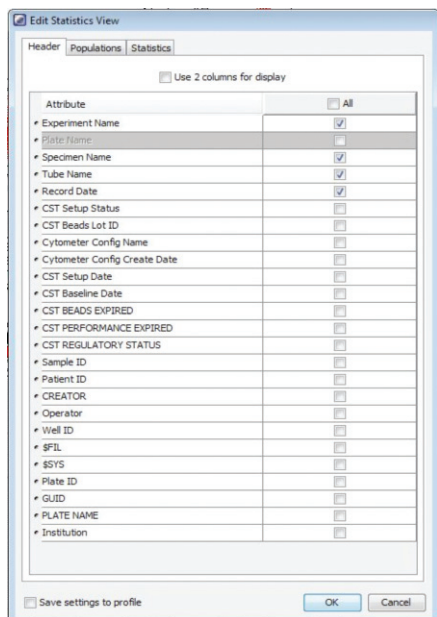 Edit Statistics View
Header Populations Statistics
Use 2 columns for display
Attribute All
Experiment Name
Plate Name
Specimen Name
Tube Name
Record Date
CST Setup Status
CST Beads Lot ID
Cytometer Config Name
Cytometer Config Create Date
CST Setup Date
CST Baseline Date
CST BEADS EXPIRED
CST PERFORMANCE EXPIRED
CST REGULATORY STATUS
Sample ID
Patient ID
CREATOR
Operator
Well ID
$FIL
$SYS
Plate ID
GUID
PLATE NAME
Institution
Save settings to profile OK Cancel